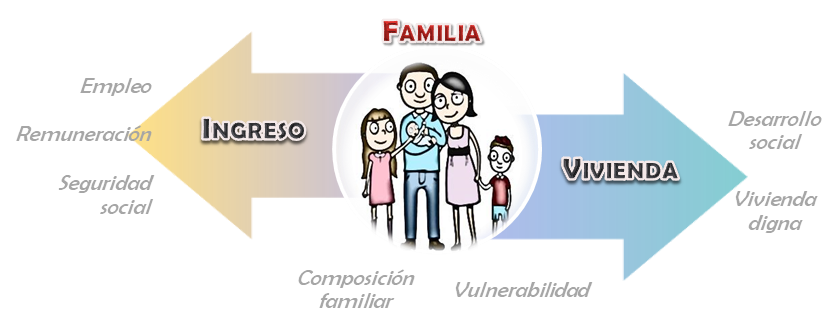 FAMILIA
Empleo
Remuneración
Seguridad
social
INGRESO
VIVIENDA
Desarrollo
social
Vivienda
digna
Composición
familiar
Vulnerabilidad